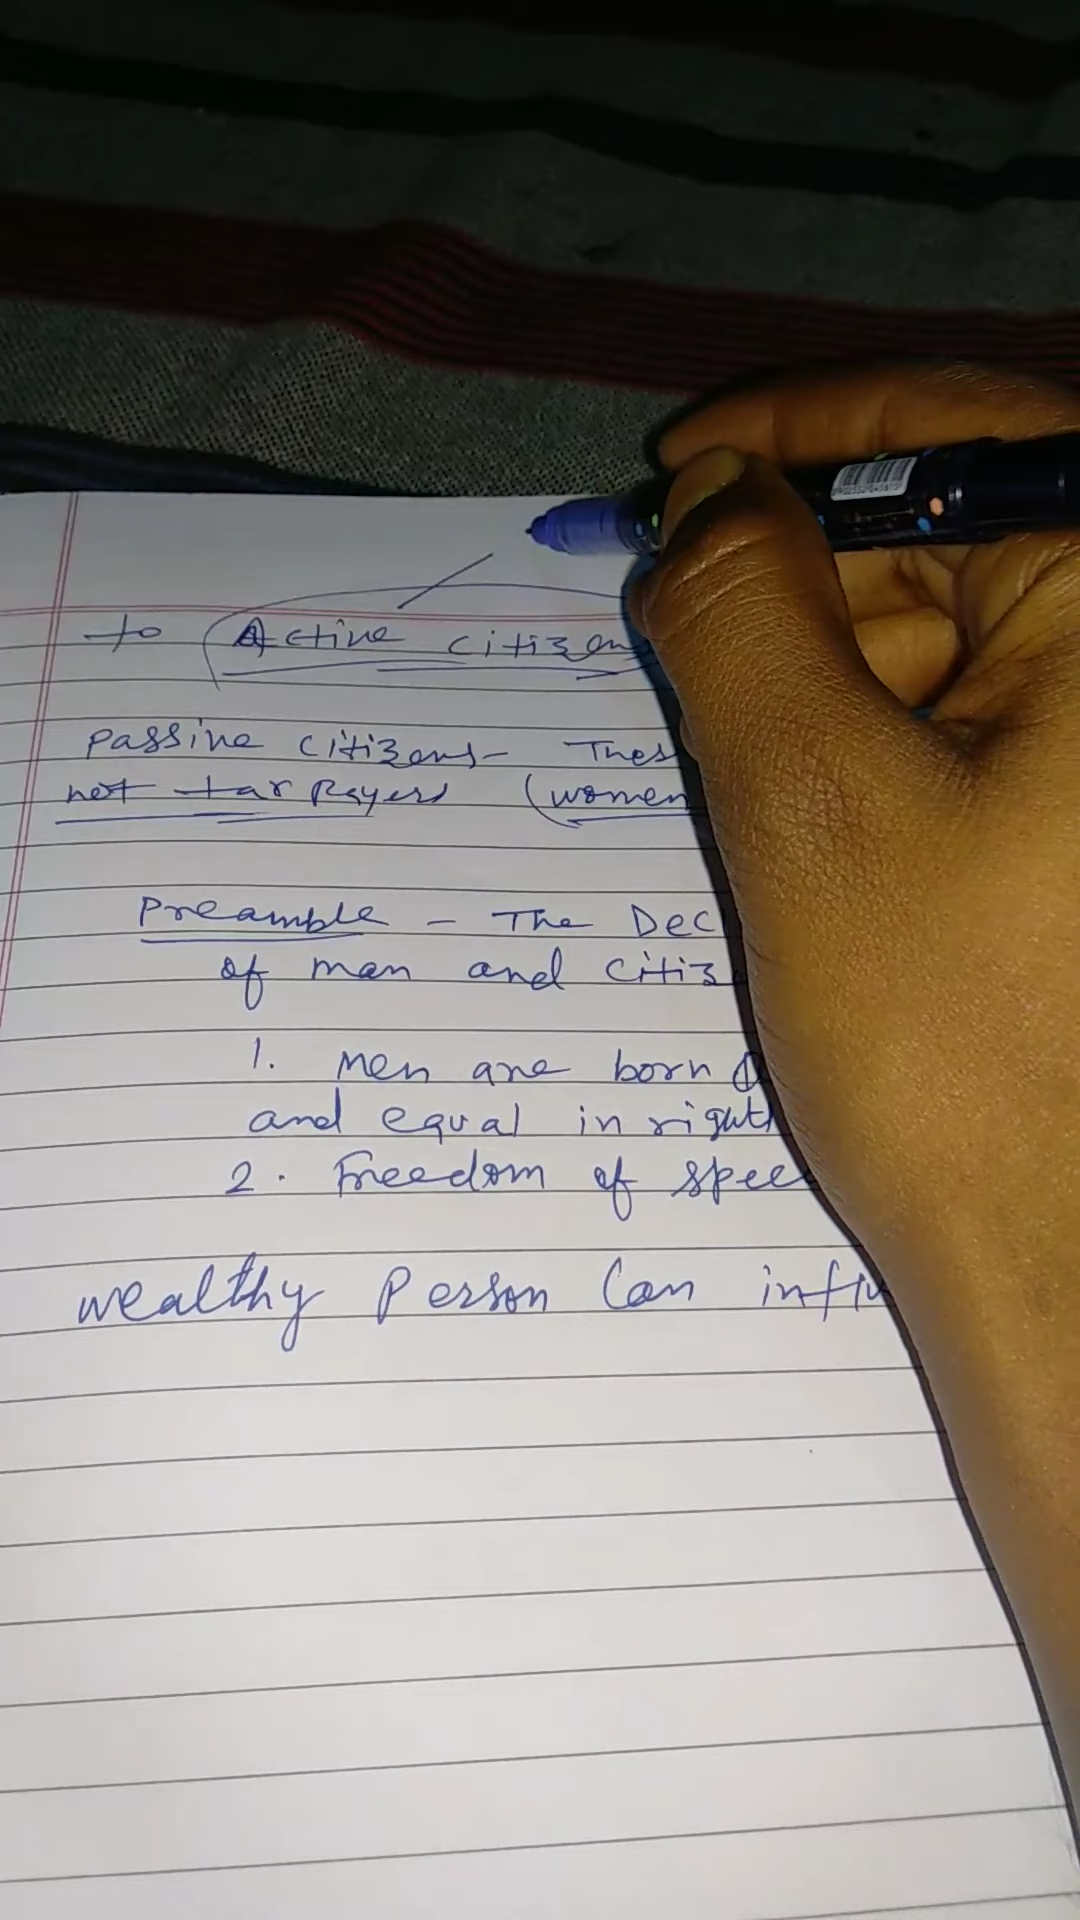 to Active citizens
Passive citizens- Thes
not tax Payers (women
Preamble - The Dec
of man and citiz
1. Men are born
and equal in right
2. Freedom of spee
wealthy Person Can influ